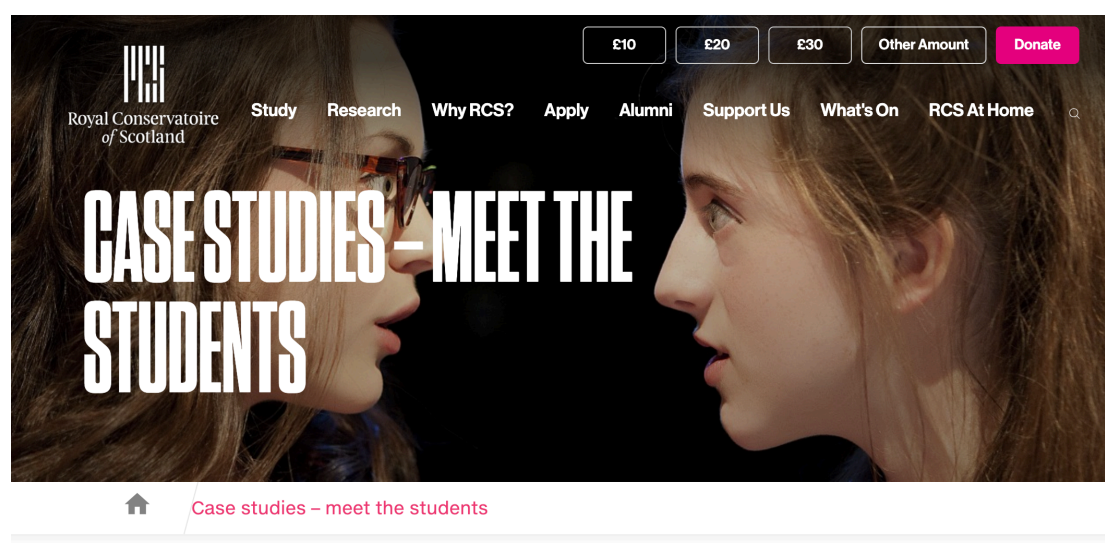 £10 £20 £30 Other Amount Donate
Royal Conservatoire
of Scotland
Study Research Why RCS? Apply Alumni Support Us What's On RCS At Home
CASE STUDIES – MEET THE
STUDENTS
Case studies – meet the students